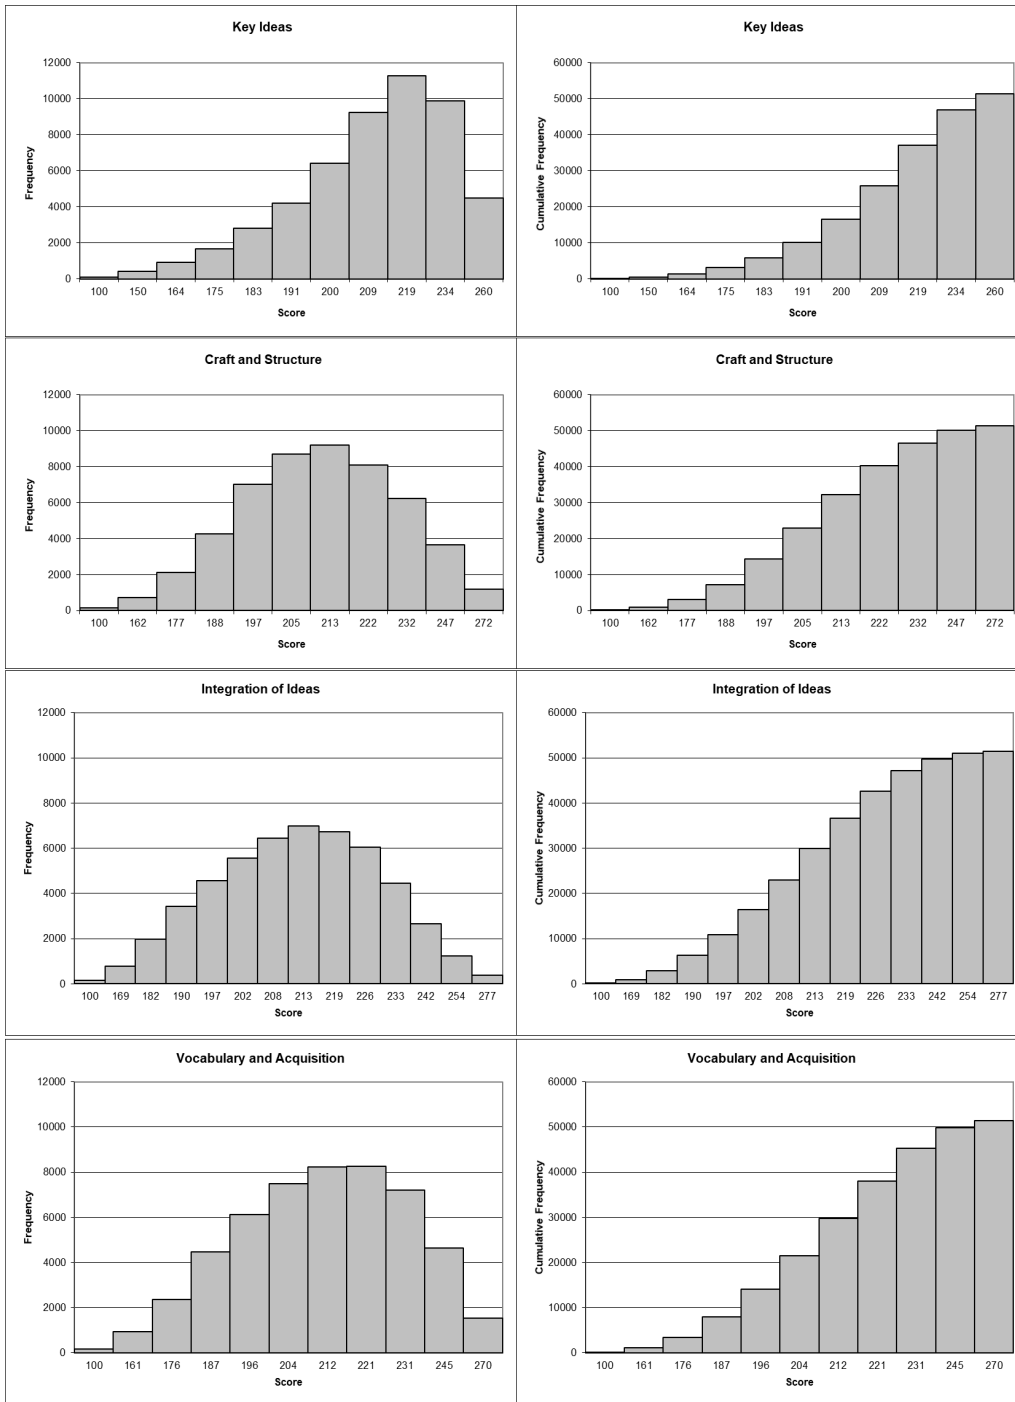 Key Ideas
12000
10000
8000
6000
4000
2000
0
Frequency
100 150 164 175 183 191 200 209 219 234 260
Score
Key Ideas
60000
50000
40000
30000
20000
10000
0
Cumulative Frequency
100 150 164 175 183 191 200 209 219 234 260
Score
Craft and Structure
12000
10000
8000
6000
4000
2000
0
Frequency
100 162 177 188 197 205 213 222 232 247 272
Score
Craft and Structure
60000
50000
40000
30000
20000
10000
0
Cumulative Frequency
100 162 177 188 197 205 213 222 232 247 272
Score
Integration of Ideas
12000
10000
8000
6000
4000
2000
0
Frequency
100 169 182 190 197 202 208 213 219 226 233 242 254 277
Score
Integration of Ideas
60000
50000
40000
30000
20000
10000
0
Cumulative Frequency
100 169 182 190 197 202 208 213 219 226 233 242 254 277
Score
Vocabulary and Acquisition
12000
10000
8000
6000
4000
2000
0
Frequency
100 161 176 187 196 204 212 221 231 245 270
Score
Vocabulary and Acquisition
60000
50000
40000
30000
20000
10000
0
Cumulative Frequency
100 161 176 187 196 204 212 221 231 245 270
Score